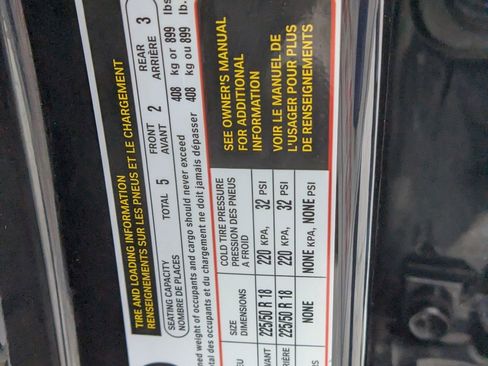 TIRE AND LOADING INFORMATION
RENSEIGNEMENTS SUR LES PNEUS ET LE CHARGEMENT
SEATING CAPACITY TOTAL 5 FRONT 2 REAR 3
NOMBRE DE PLACES AVANT ARRIÈRE
of occupants and cargo should never exceed 408 kg or 899 lbs
des occupants et du chargement ne doit jamais dépasser 408 kg ou 899 lb.
SIZE COLD TIRE PRESSURE
DIMENSIONS PRESSION DES PNEUS
A FROID
225/50 R 18 220 KPA, 32 PSI
225/50 R 18 220 KPA, 32 PSI
NONE NONE KPA, NONE PSI
SEE OWNER'S MANUAL
FOR ADDITIONAL
INFORMATION
VOIR LE MANUEL DE
L'USAGER POUR PLUS
DE RENSEIGNEMENTS